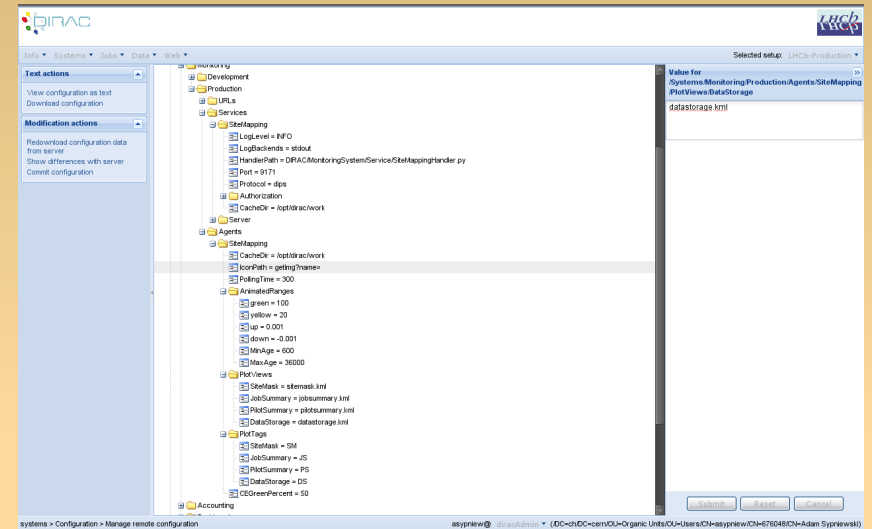 DIRAC
LHCb
Info Systems Jobs Data Web
Selected setup: LHCb-Production
Text actions
View configuration as text
Download configuration
Modification actions
Redownload configuration data
from server
Show differences with server
Commit configuration
Monitoring
Development
Production
URLs
Services
SiteMapping
LogLevel = INFO
LogBackends = stdout
HandlerPath = DIRAC/MonitoringSystem/Service/SiteMappingHandler.py
Port = 9171
Protocol = dips
Authorization
CacheDir = /opt/dirac/work
Server
Agents
SiteMapping
CacheDir = /opt/dirac/work
IconPath = getImg?name=
PollingTime = 300
AnimatedRanges
green = 100
yellow = 20
up = 0.001
down = -0.001
MinAge = 600
MaxAge = 36000
PlotViews
SiteMask = sitemask.kml
JobSummary = jobsummary.kml
PilotSummary = pilotsummary.kml
DataStorage = datastorage.kml
PlotTags
SiteMask = SM
JobSummary = JS
PilotSummary = PS
DataStorage = DS
CEGreenPercent = 50
Accounting
Value for
/Systems/Monitoring/Production/Agents/SiteMapping
/PlotViews/DataStorage
datastorage.kml
Submit Reset Cancel
systems > Configuration > Manage remote configuration
asypniew@ diracAdmin (/DC=ch/DC=cern/OU=Organic Units/OU=Users/CN=asypniew/CN=676048/CN=Adam Sypniewski)